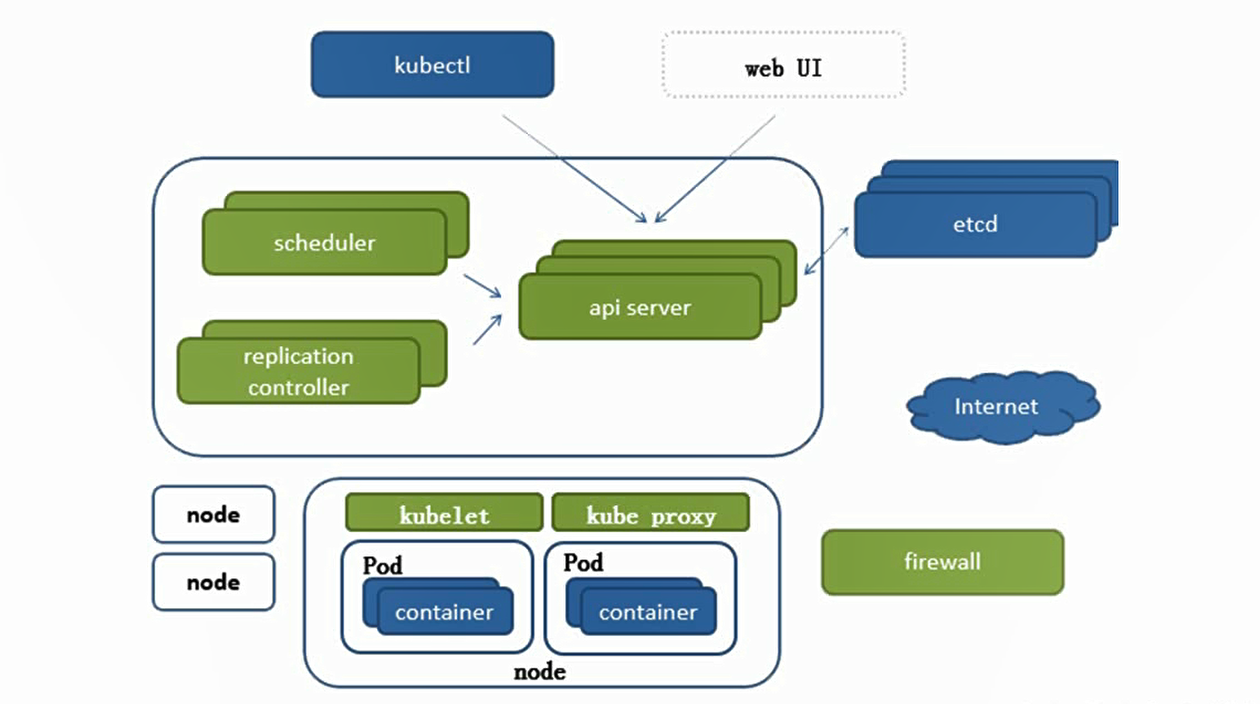 kubectl
web UI
scheduler
etcd
api server
replication
controller
Internet
node
node
kubelet
kube proxy
Pod
container
Pod
container
node
firewall